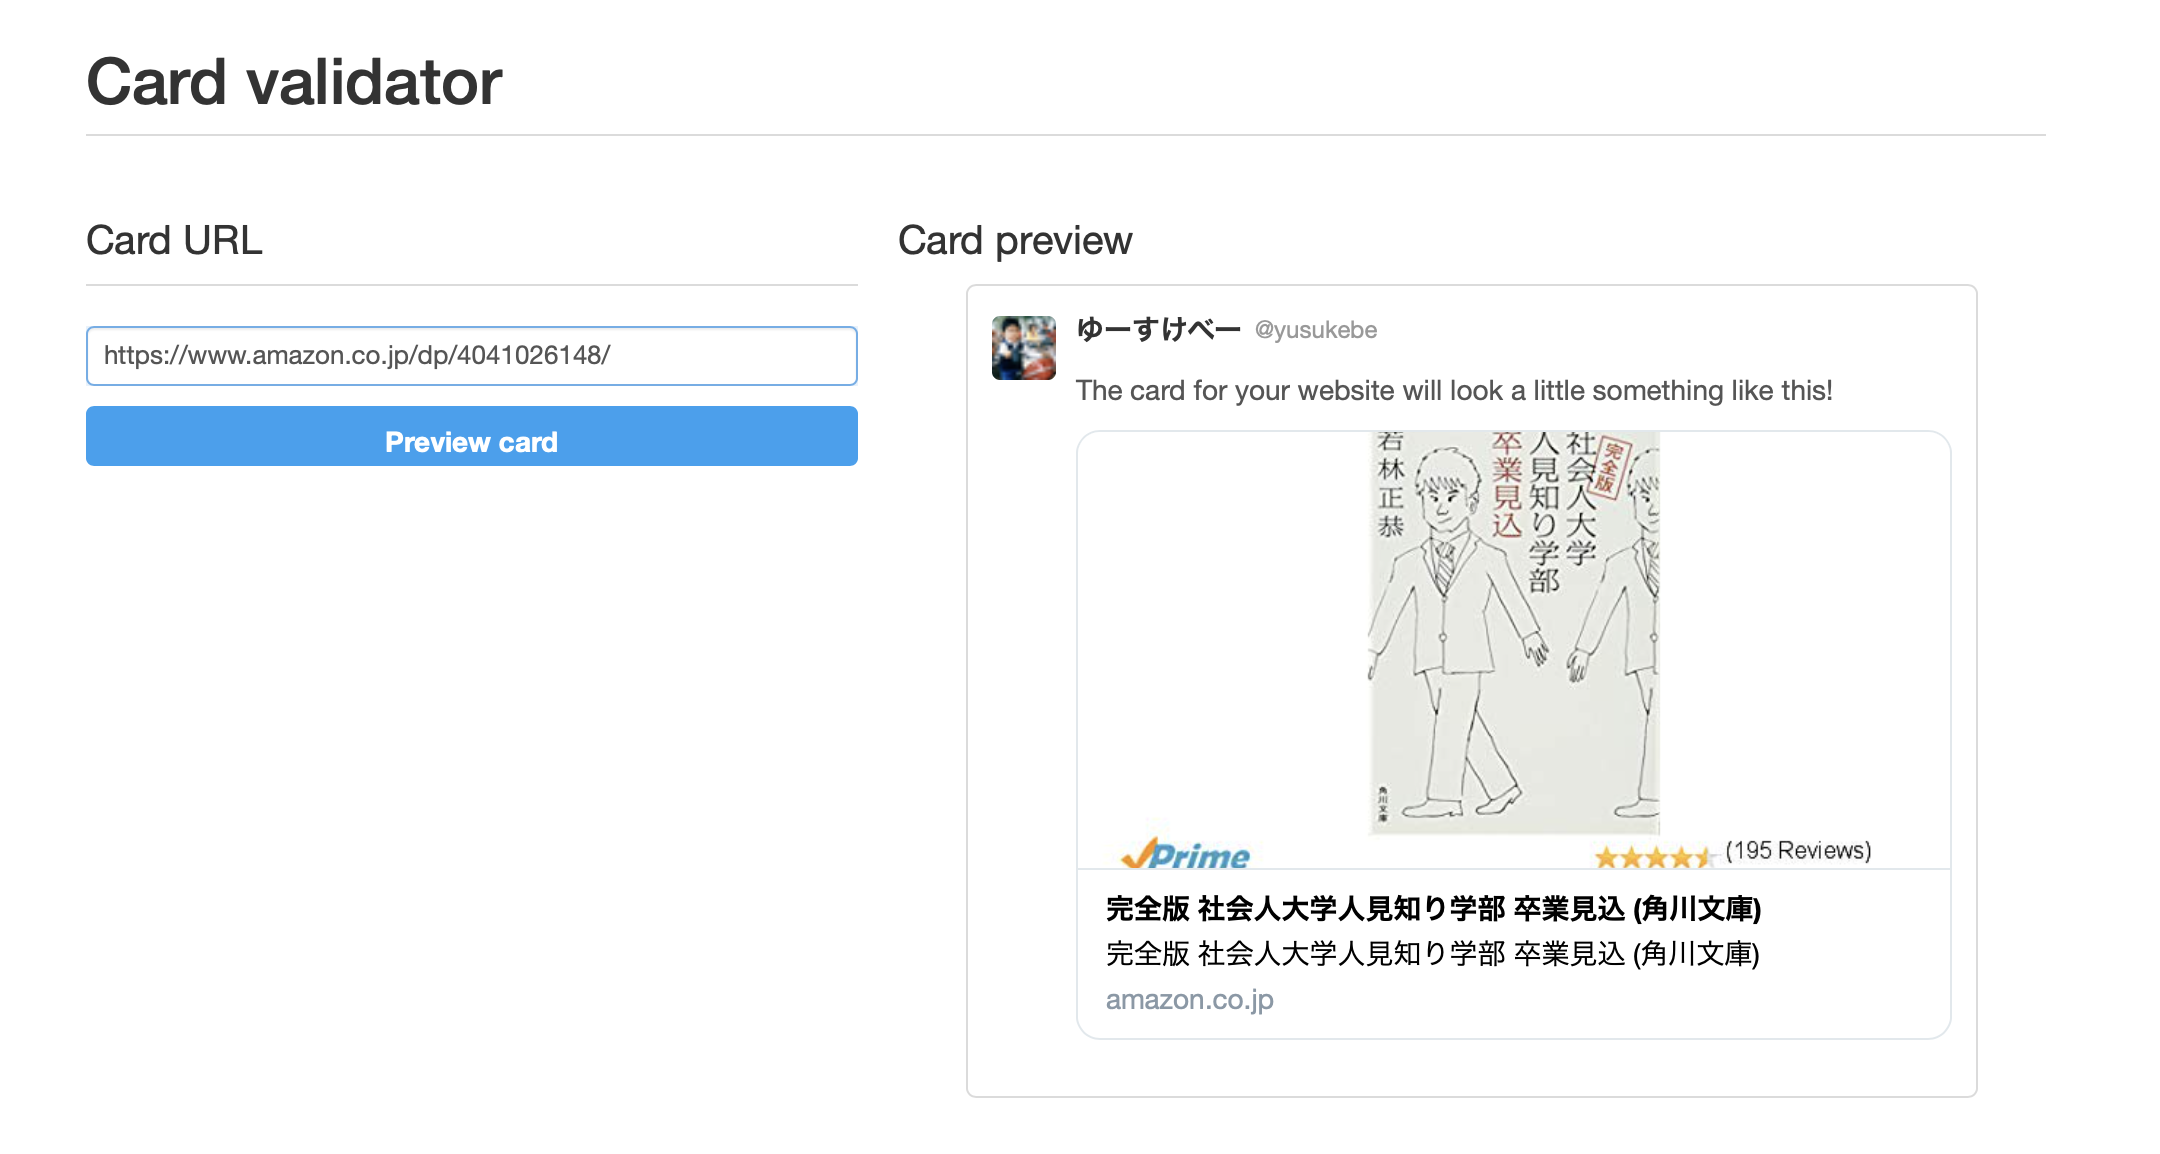 Card validator
Card URL
https://www.amazon.co.jp/dp/4041026148/
Preview card
Card preview
ゆーすけべー @yusukebe
The card for your website will look a little something like this!
完全版
社会人大学
人見知り学部
卒業見込
若林正恭
角川文庫
Prime
(195 Reviews)
完全版 社会人大学人見知り学部 卒業見込 (角川文庫)
完全版 社会人大学人見知り学部 卒業見込 (角川文庫)
amazon.co.jp